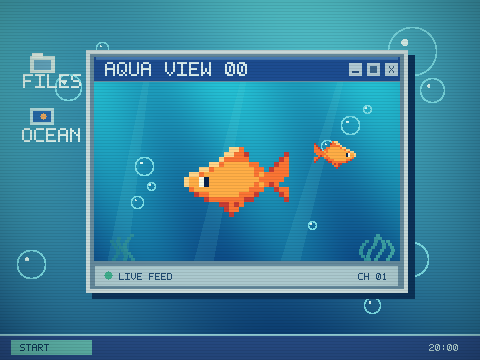 FILES
OCEAN
AQUA VIEW 00
LIVE FEED
CH 01
START
20:00